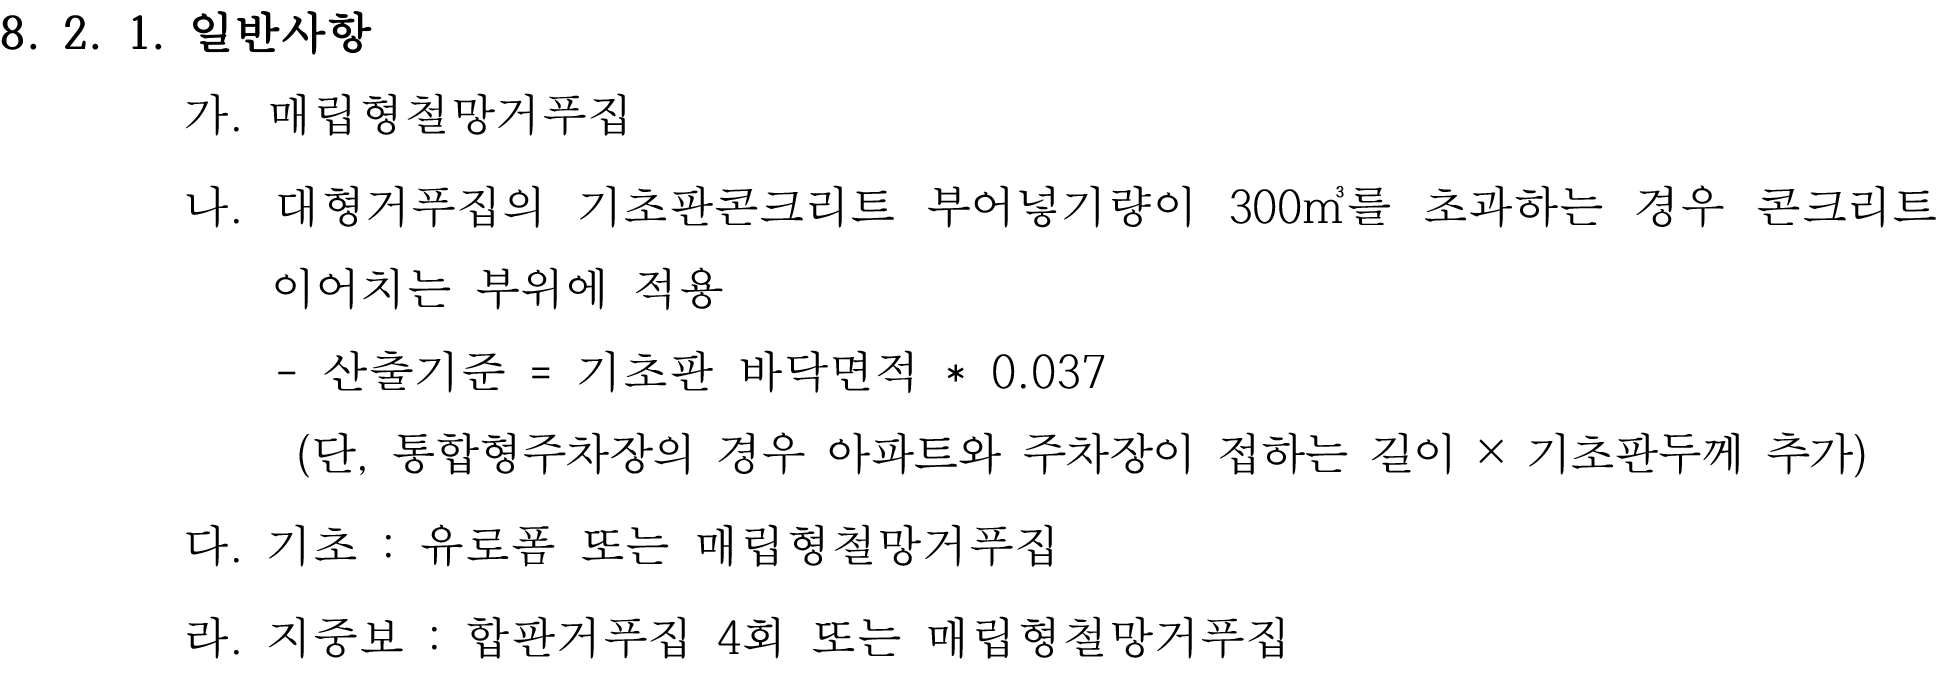 8. 2. 1. 일반사항
가. 매립형철망거푸집
나. 대형거푸집의 기초판콘크리트 부어넣기량이 300㎥를 초과하는 경우 콘크리트
이어치는 부위에 적용
- 산출기준 = 기초판 바닥면적 * 0.037
(단, 통합형주차장의 경우 아파트와 주차장이 접하는 길이 × 기초판두께 추가)
다. 기초 : 유로폼 또는 매립형철망거푸집
라. 지중보 : 합판거푸집 4회 또는 매립형철망거푸집